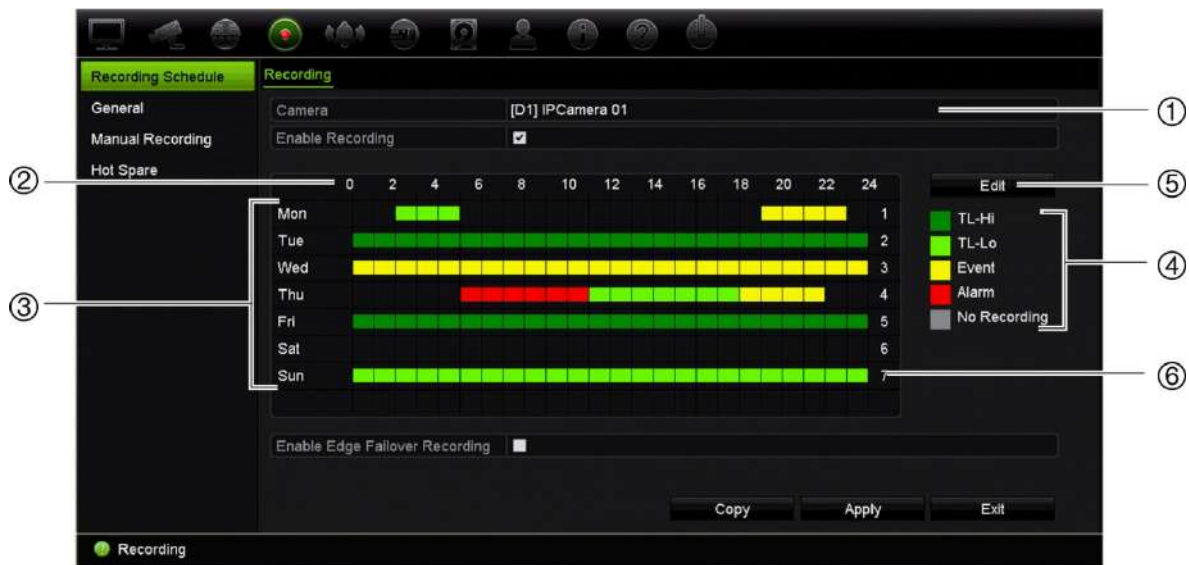 Recording Schedule
Recording
General
Camera [D1] IPCamera 01 ①
Manual Recording
Enable Recording
Hot Spare
② 0 2 4 6 8 10 12 14 16 18 20 22 24 Edit ⑤
Mon 1 TL-Hi
Tue 2 TL-Lo
Wed 3 Event ④
③ Thu 4 Alarm
Fri 5 No Recording
Sat 6
Sun 7 ⑥
Enable Edge Failover Recording
Copy Apply Exit
Recording